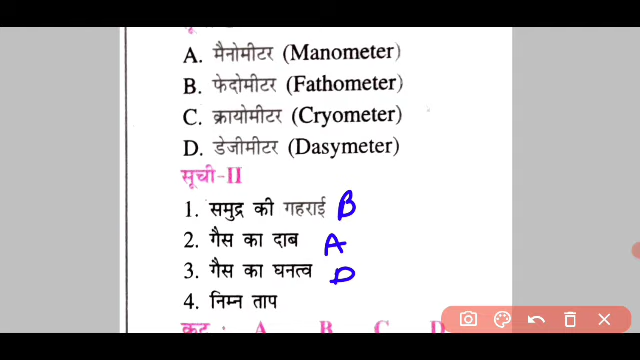 A. मैनोमीटर (Manometer)
B. फेदोमीटर (Fathometer)
C. क्रायोमीटर (Cryometer)
D. डेजीमीटर (Dasymeter)
सूची-II
1. समुद्र की गहराई B
2. गैस का दाब A
3. गैस का घनत्व D
4. निम्न ताप
कूट : A B C D